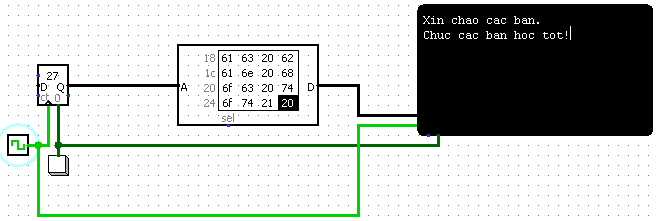 Xin chao cac ban.
Chuc cac ban hoc tot!
27
D Q
ct 0
A
18 61 63 20 62
1c 61 6e 20 68
20 6f 63 20 74
24 6f 74 21 20
sel
D